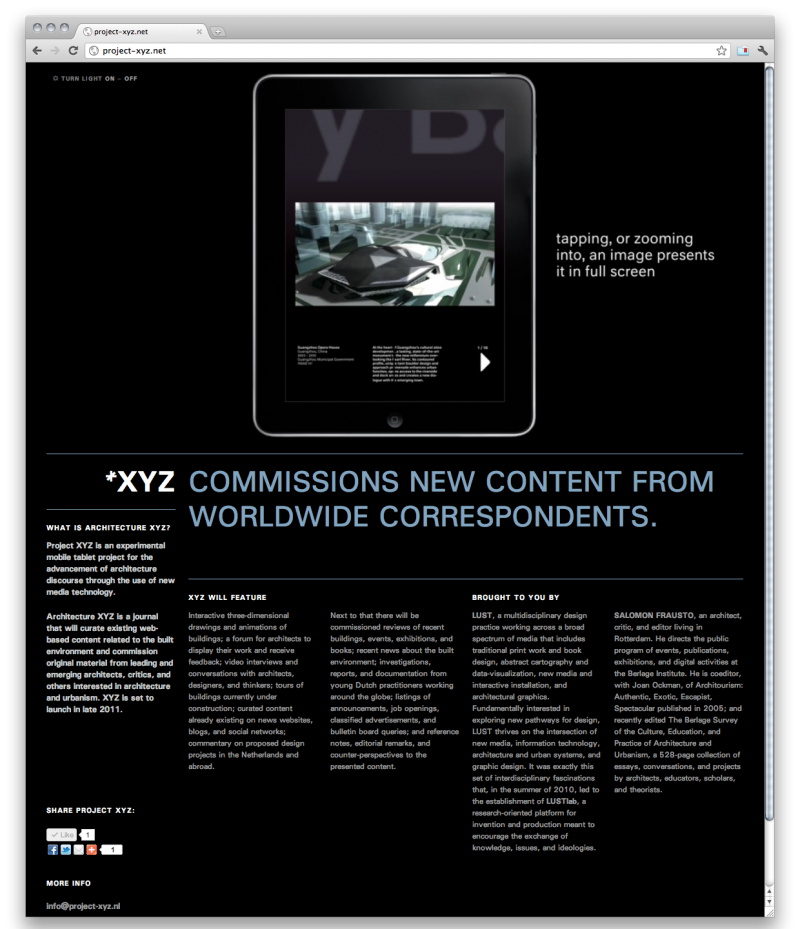 project-xyz.net
project-xyz.net
TURN LIGHT ON – OFF
y Ba
tapping, or zooming
into, an image presents
it in full screen
Guangzhou Opera House
Guangzhou, China
Guangzhou Municipal Government
*XYZ
COMMISSIONS NEW CONTENT FROM
WORLDWIDE CORRESPONDENTS.
WHAT IS ARCHITECTURE XYZ?
Project XYZ is an experimental
mobile tablet project for the
advancement of architecture
discourse through the use of new
media technology.
Architecture XYZ is a journal
that will curate existing web-
based content related to the built
environment and commission
original material from leading and
emerging architects, critics, and
others interested in architecture
and urbanism. XYZ is set to
launch in late 2011.
SHARE PROJECT XYZ:
Like 1
1
MORE INFO
info@project-xyz.nl
XYZ WILL FEATURE
Interactive three-dimensional
drawings and animations of
buildings; a forum for architects to
display their work and receive
feedback; video interviews and
conversations with architects,
designers, and thinkers; tours of
buildings currently under
construction; curated content
already existing on news websites,
blogs, and social networks;
commentary on proposed design
projects in the Netherlands and
abroad.
Next to that there will be
commissioned reviews of recent
buildings, events, exhibitions, and
books; recent news about the built
environment; investigations,
reports, and documentation from
young Dutch practitioners working
around the globe; listings of
announcements, job openings,
classified advertisements, and
bulletin board queries; and reference
notes, editorial remarks, and
counter-perspectives to the
presented content.
BROUGHT TO YOU BY
LUST, a multidisciplinary design
practice working across a broad
spectrum of media that includes
traditional print work and book
design, abstract cartography and
data-visualization, new media and
interactive installation, and
architectural graphics.
Fundamentally interested in
exploring new pathways for design,
LUST thrives on the intersection of
new media, information technology,
architecture and urban systems, and
graphic design. It was exactly this
set of interdisciplinary fascinations
that, in the summer of 2010, led to
the establishment of LUSTlab, a
research-oriented platform for
invention and production meant to
encourage the exchange of
knowledge, issues, and ideologies.
SALOMON FRAUSTO, an architect,
critic, and editor living in
Rotterdam. He directs the public
program of events, publications,
exhibitions, and digital activities at
the Berlage Institute. He is coeditor,
with Joan Ockman, of Architourism:
Authentic, Exotic, Escapist,
Spectacular published in 2005; and
recently edited The Berlage Survey
of the Culture, Education, and
Practice of Architecture and
Urbanism, a 528-page collection of
essays, conversations, and projects
by architects, educators, scholars,
and theorists.